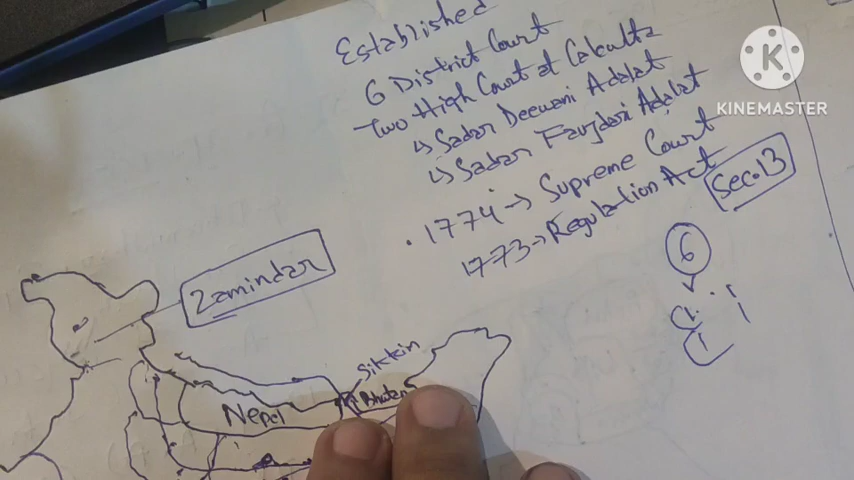 Established
6 District Court
Two High Court at Calcutta
↳ Sadar Deewani Adalat
↳ Sadar Faujdari Adalat
• 1774 → Supreme Court
1773 → Regulation Act
Sec.13
6
Zamindar
Sikkin
Nepal
Bhutan
K
KINEMASTER